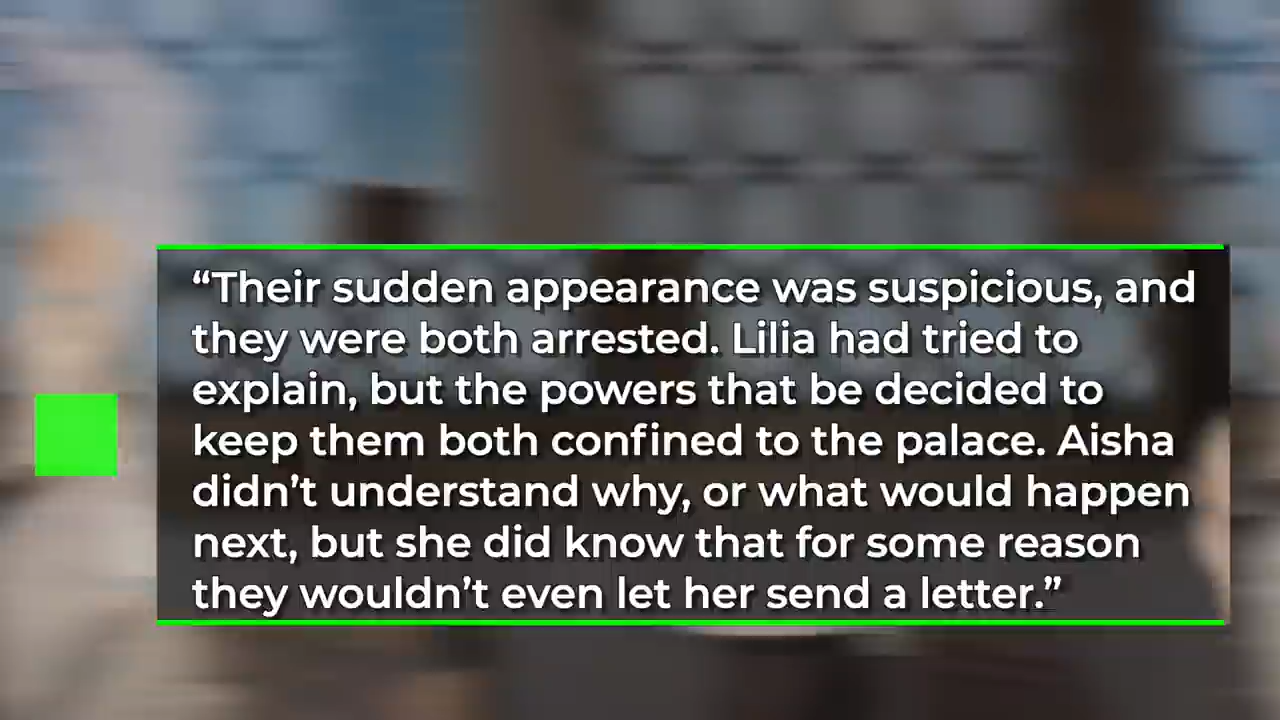 “Their sudden appearance was suspicious, and
they were both arrested. Lilia had tried to
explain, but the powers that be decided to
keep them both confined to the palace. Aisha
didn’t understand why, or what would happen
next, but she did know that for some reason
they wouldn’t even let her send a letter.”